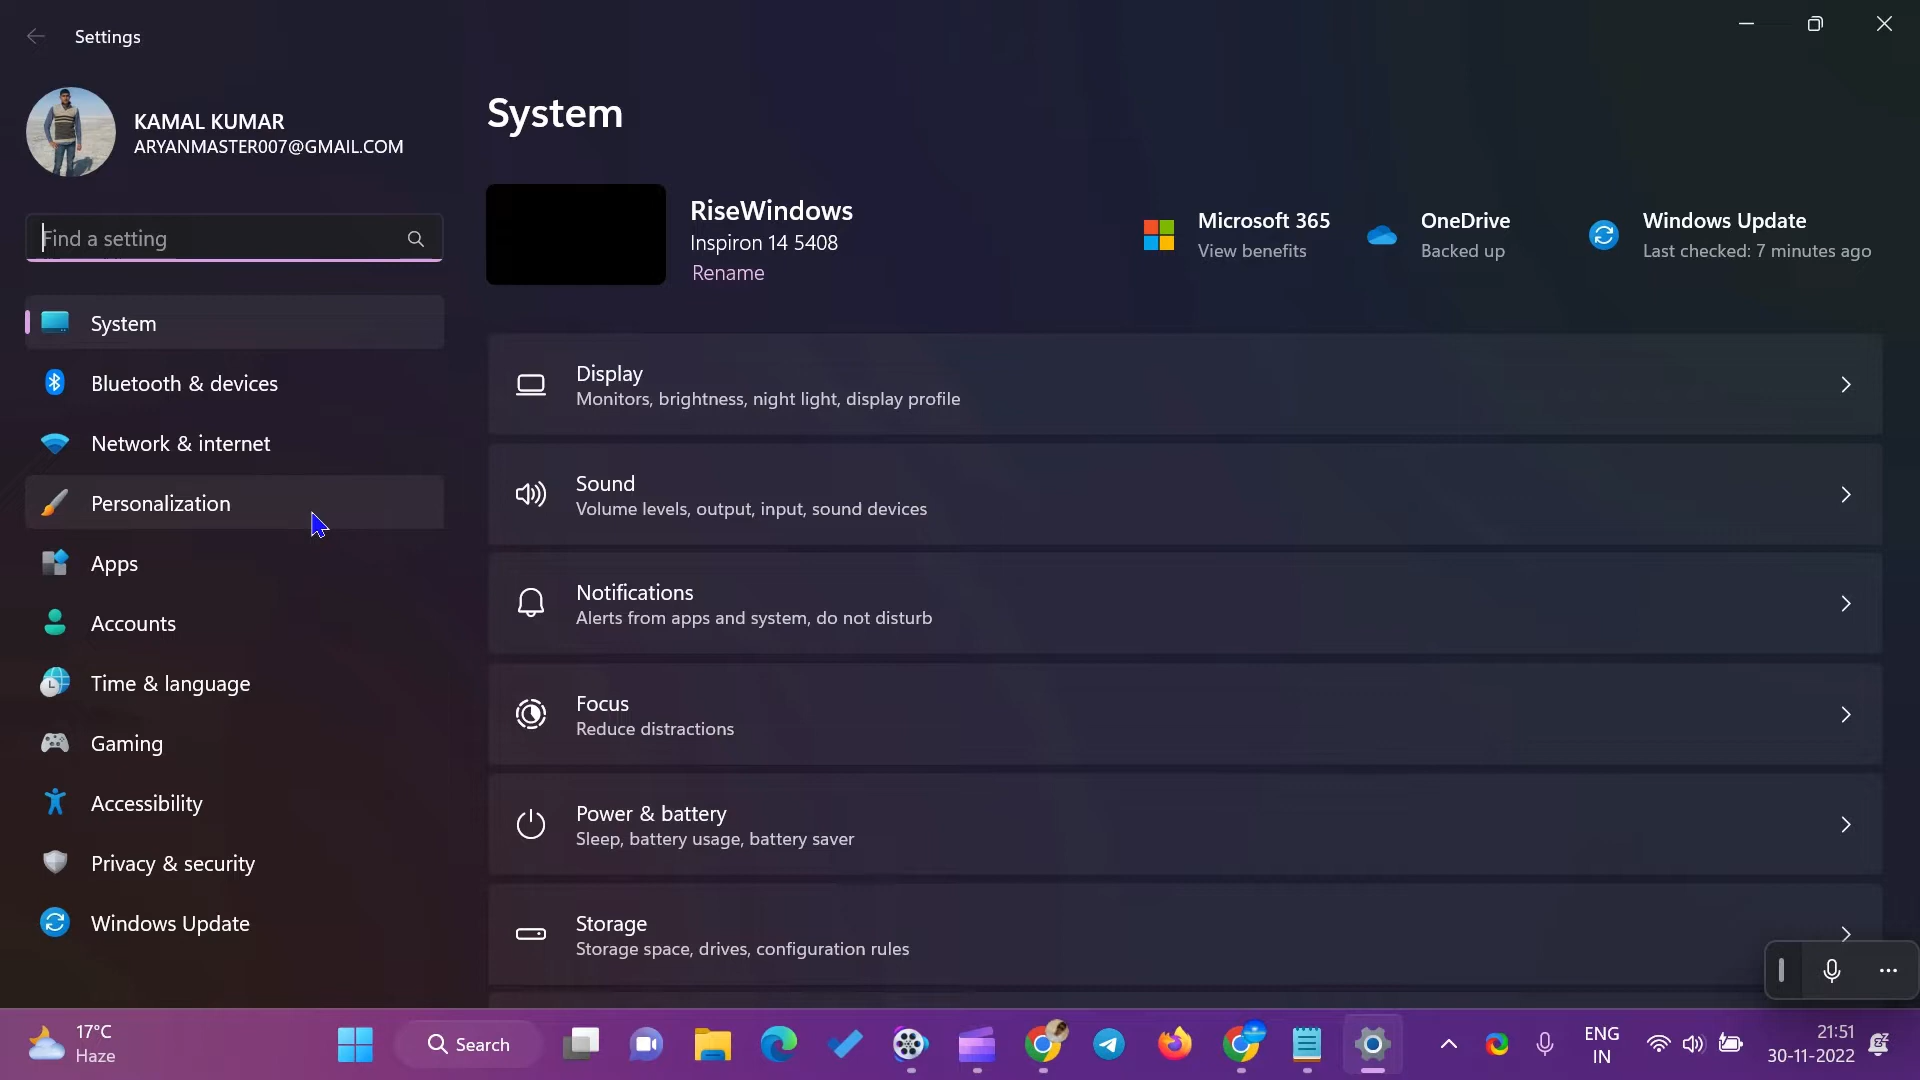 Settings
KAMAL KUMAR
ARYANMASTER007@GMAIL.COM
Find a setting
System
Bluetooth & devices
Network & internet
Personalization
Apps
Accounts
Time & language
Gaming
Accessibility
Privacy & security
Windows Update
System
RiseWindows
Inspiron 14 5408
Rename
Microsoft 365
View benefits
OneDrive
Backed up
Windows Update
Last checked: 7 minutes ago
Display
Monitors, brightness, night light, display profile
Sound
Volume levels, output, input, sound devices
Notifications
Alerts from apps and system, do not disturb
Focus
Reduce distractions
Power & battery
Sleep, battery usage, battery saver
Storage
Storage space, drives, configuration rules
17°C
Haze
Search
ENG
IN
21:51
30-11-2022